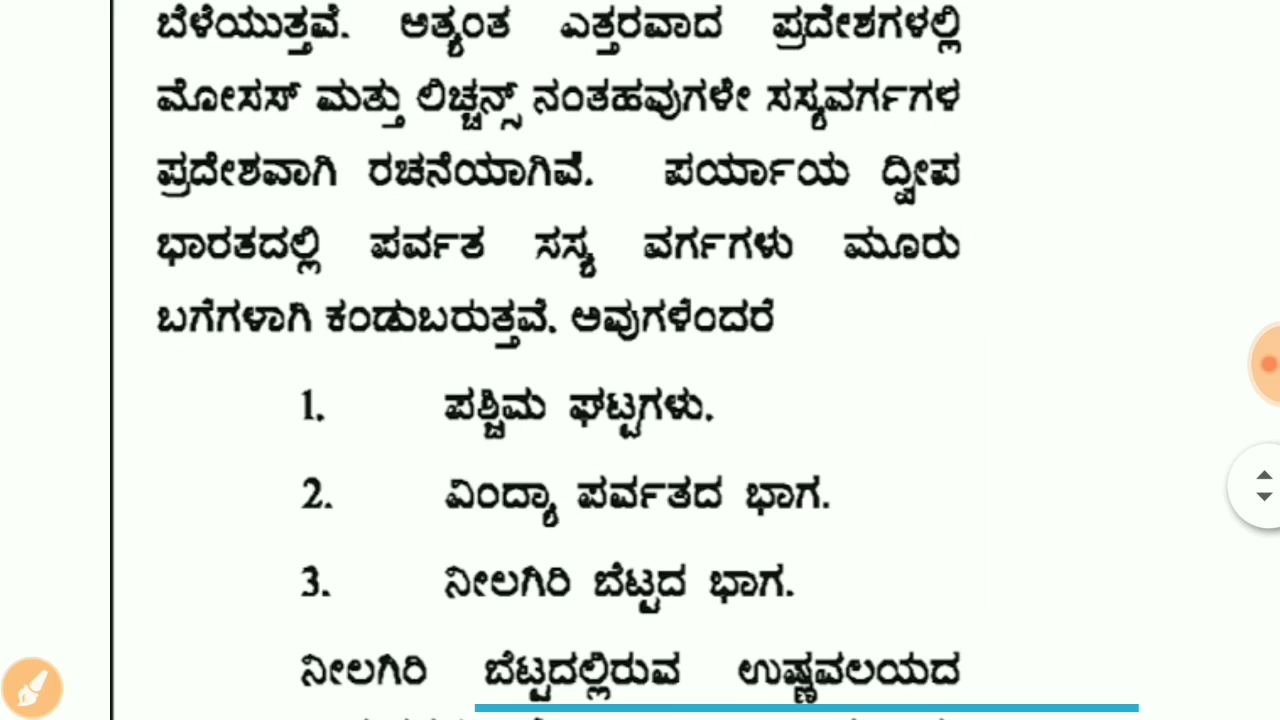 ಬೆಳೆಯುತ್ತವೆ. ಅತ್ಯಂತ ಎತ್ತರವಾದ ಪ್ರದೇಶಗಳಲ್ಲಿ
ಮೋಸಸ್ ಮತ್ತು ಲಿಚ್ಚನ್ಸ್ ನಂತಹವುಗಳೇ ಸಸ್ಯವರ್ಗಗಳ
ಪ್ರದೇಶವಾಗಿ ರಚನೆಯಾಗಿವೆ. ಪರ್ಯಾಯ ದ್ವೀಪ
ಭಾರತದಲ್ಲಿ ಪರ್ವತ ಸಸ್ಯ ವರ್ಗಗಳು ಮೂರು
ಬಗೆಗಳಾಗಿ ಕಂಡುಬರುತ್ತವೆ. ಅವುಗಳೆಂದರೆ
1. ಪಶ್ಚಿಮ ಘಟ್ಟಗಳು.
2. ವಿಂದ್ಯಾ ಪರ್ವತದ ಭಾಗ.
3. ನೀಲಗಿರಿ ಬೆಟ್ಟದ ಭಾಗ.
ನೀಲಗಿರಿ ಬೆಟ್ಟದಲ್ಲಿರುವ ಉಷ್ಣವಲಯದ